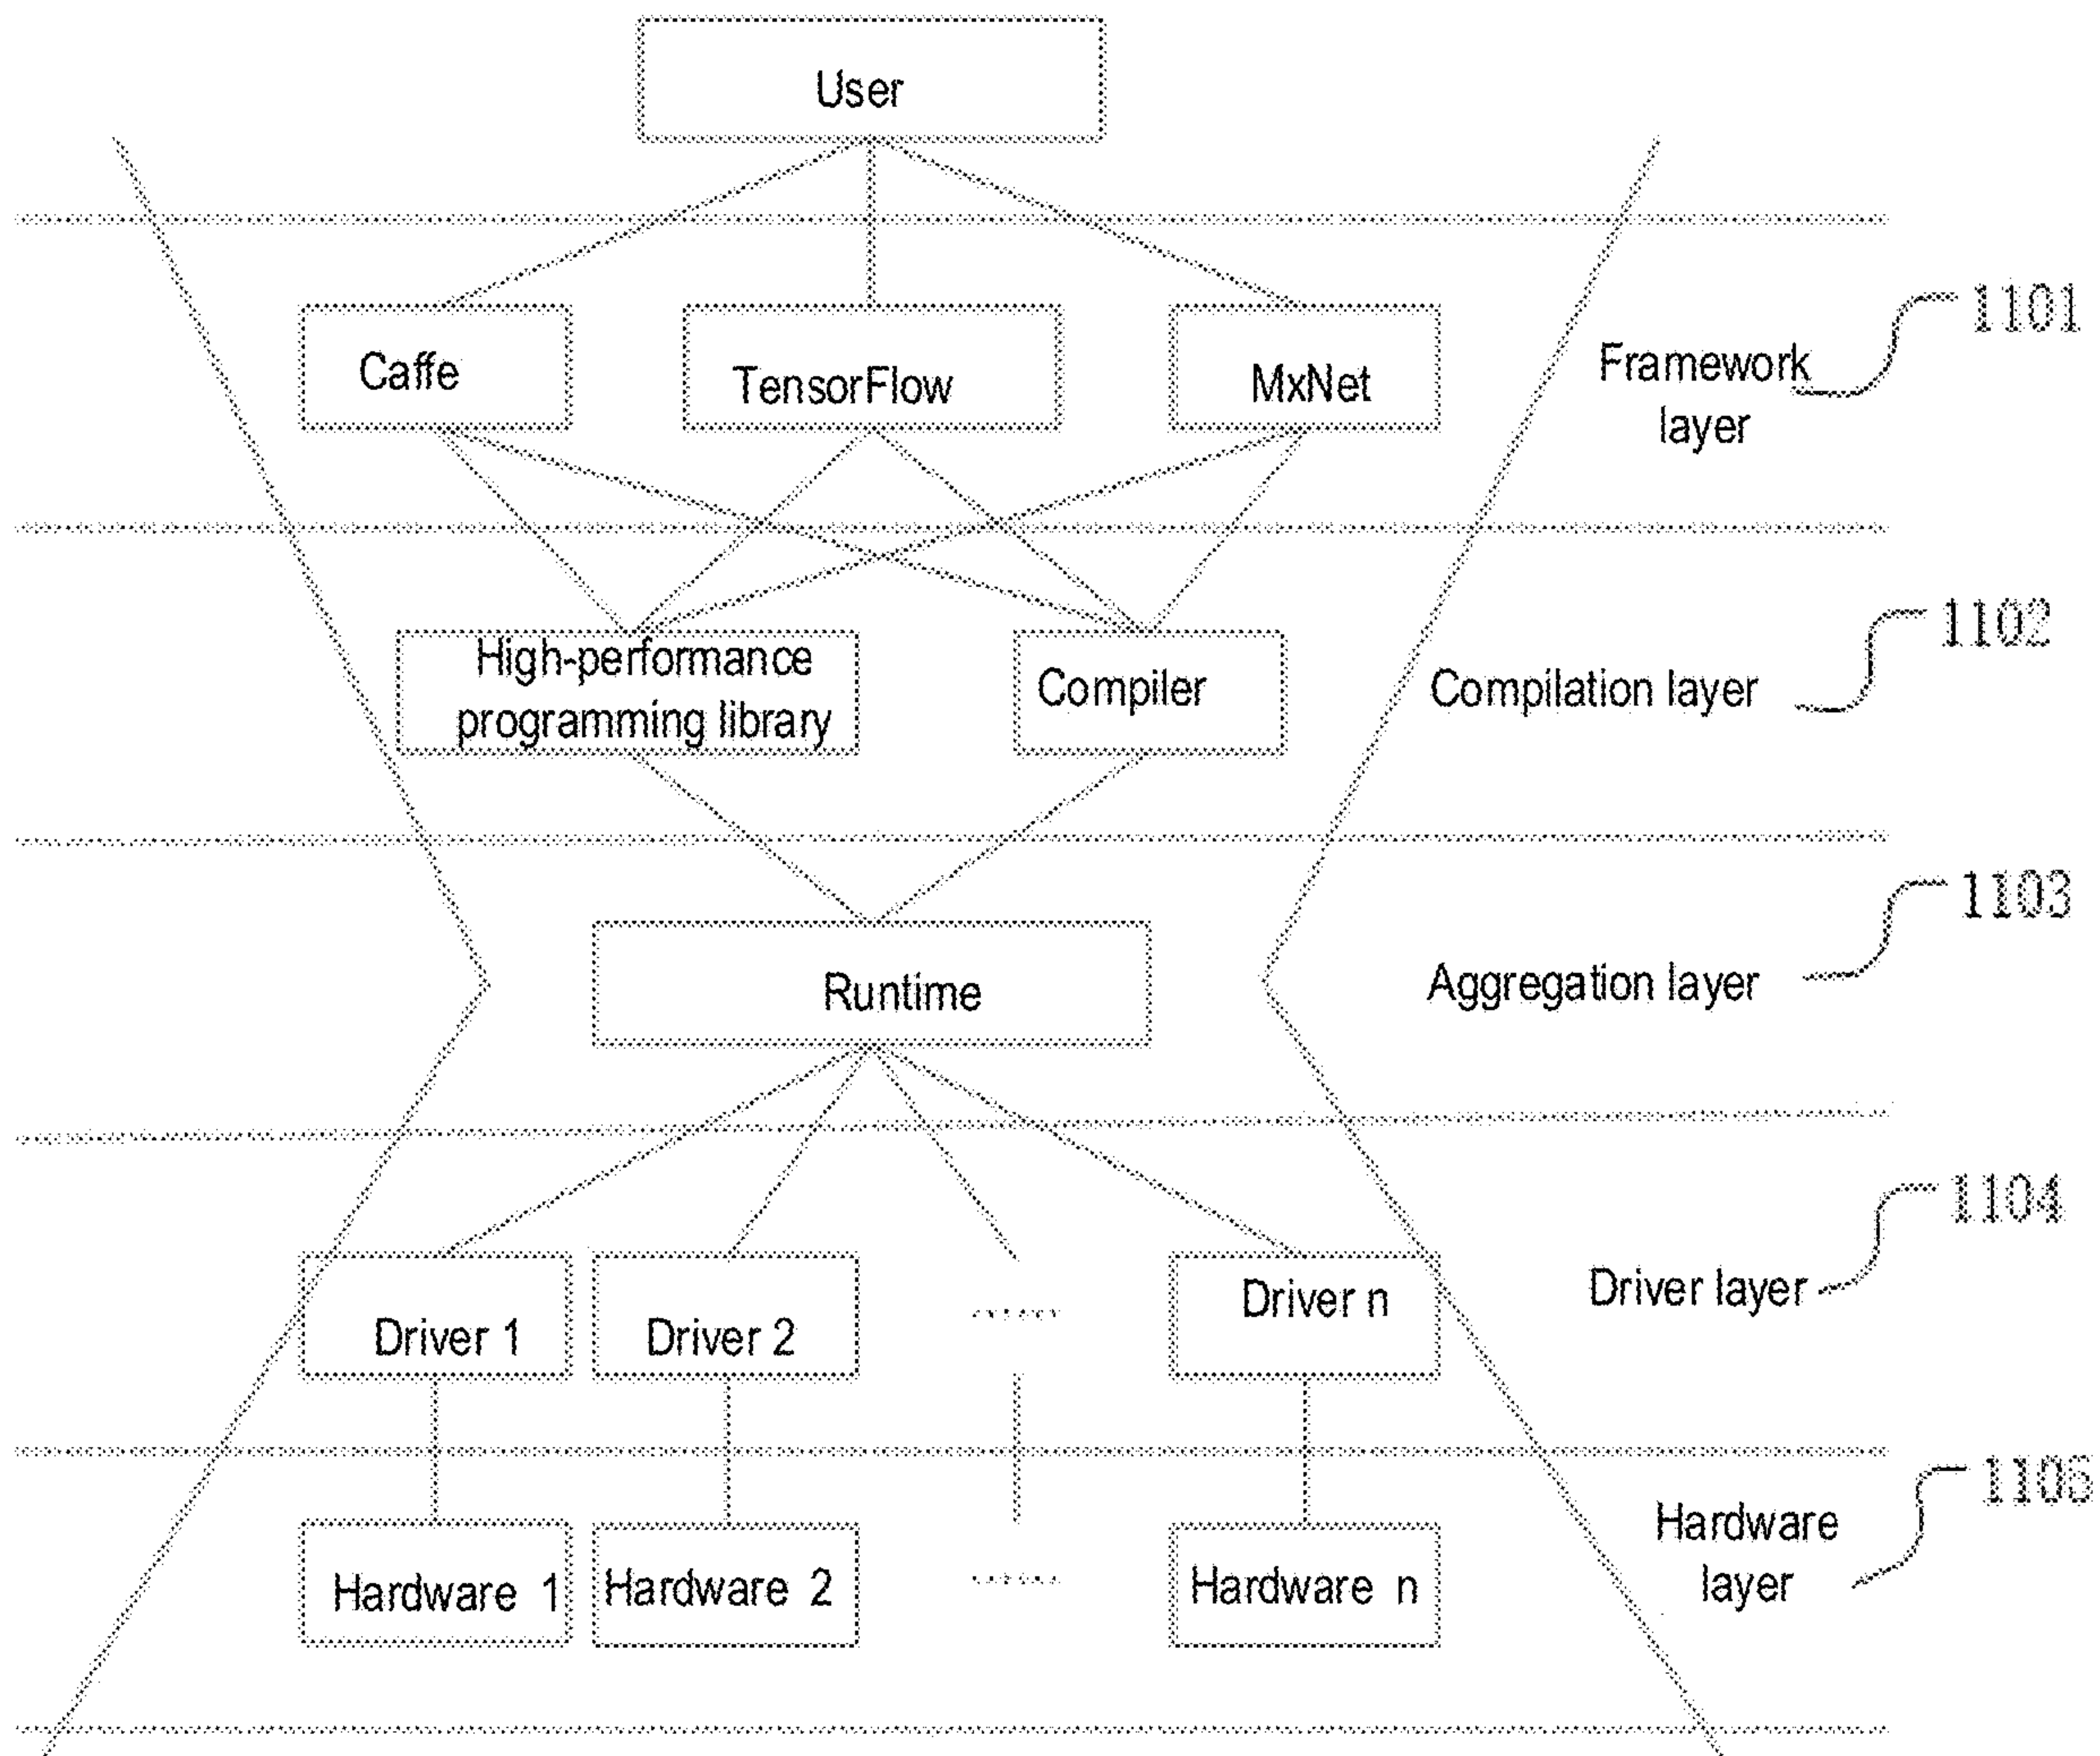 User
1101
Caffe
TensorFlow
MxNet
Framework
layer
1102
High-performance
programming library
Compiler
Compilation layer
1103
Runtime
Aggregation layer
1104
Driver 1
Driver 2
......
Driver n
Driver layer
1105
Hardware 1
Hardware 2
......
Hardware n
Hardware
layer